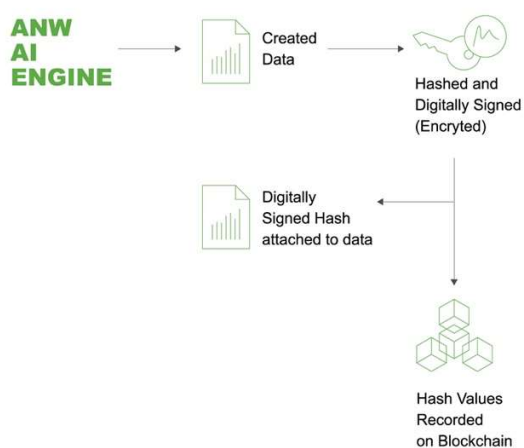 ANW
AI
ENGINE
Created
Data
Hashed and
Digitally Signed
(Encryted)
Digitally
Signed Hash
attached to data
Hash Values
Recorded
on Blockchain